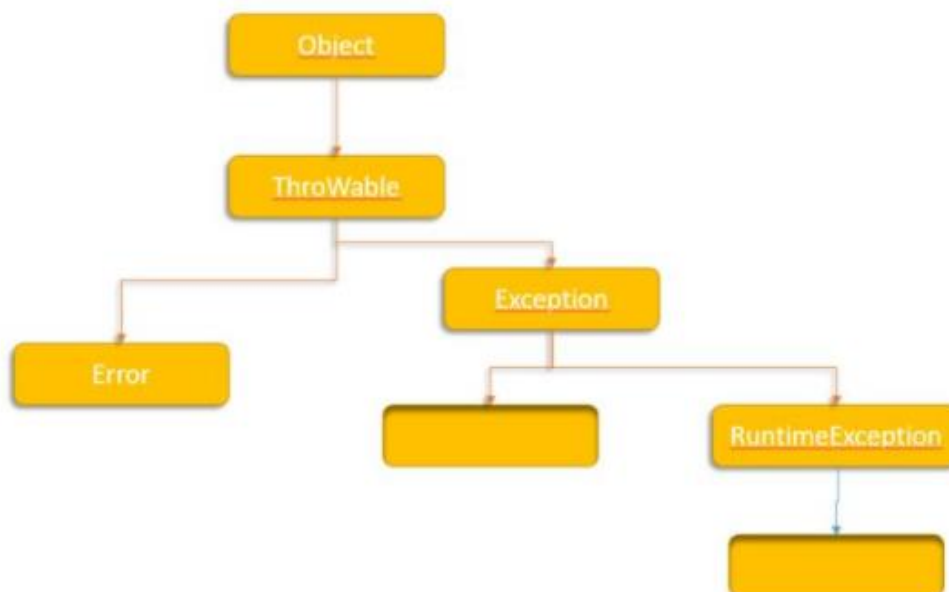 Object
ThroWable
Exception
Error
RuntimeException